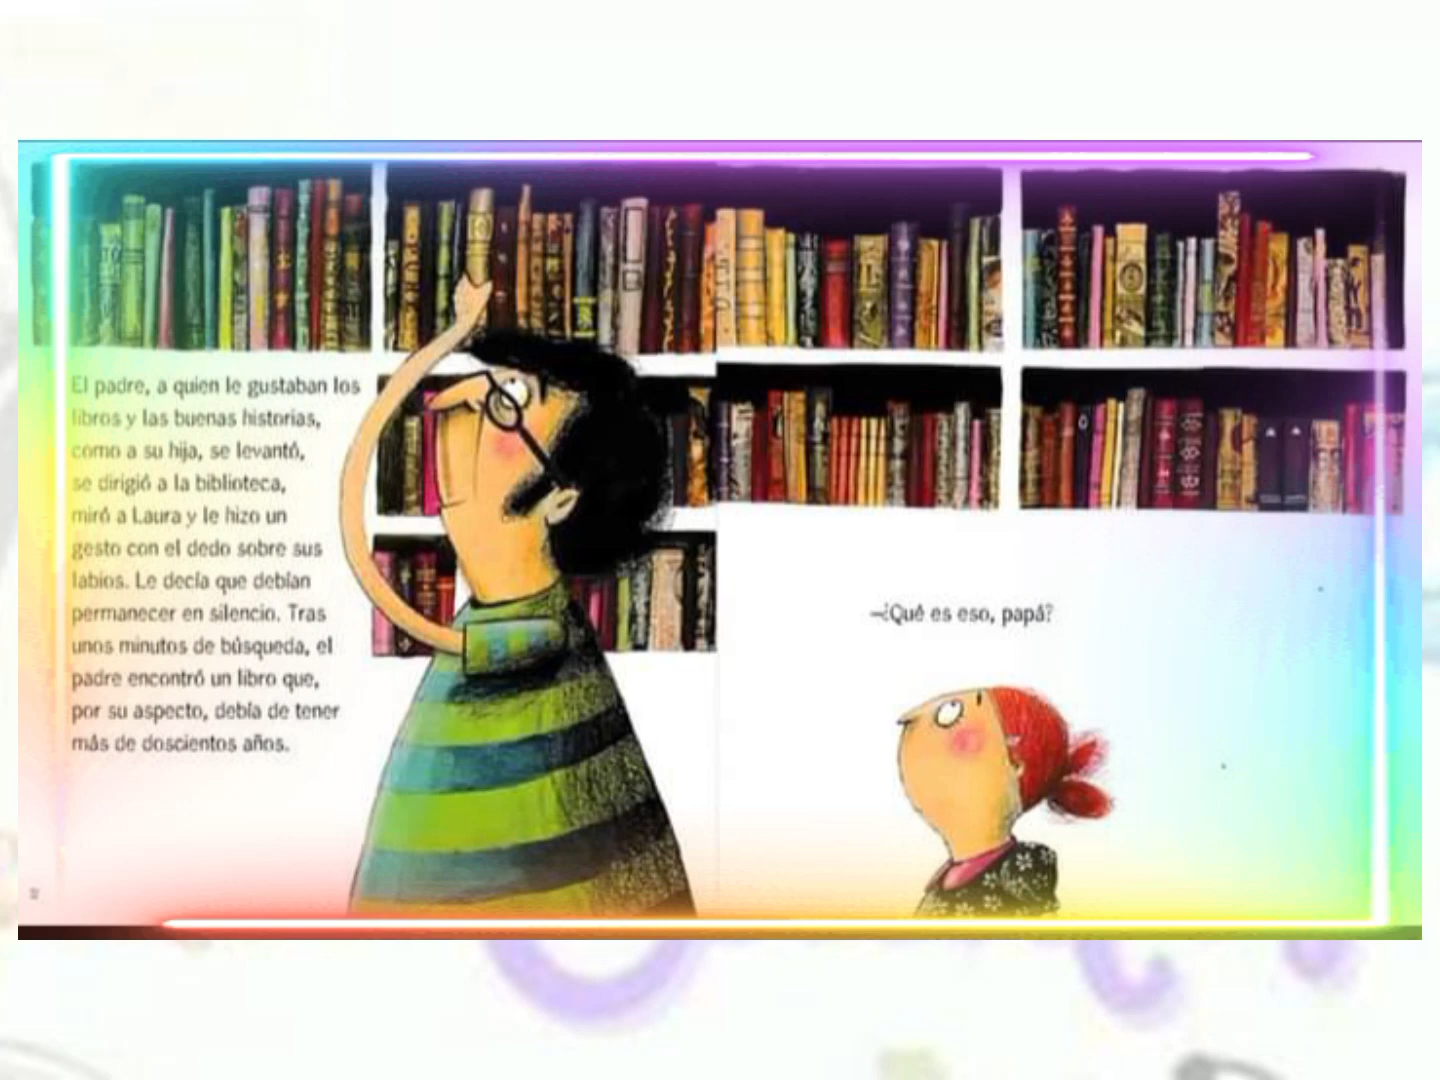 El padre, a quien le gustaban los
libros y las buenas historias,
como a su hija, se levantó,
se dirigió a la biblioteca,
miró a Laura y le hizo un
gesto con el dedo sobre sus
labios. Le decía que debían
permanecer en silencio. Tras
unos minutos de búsqueda, el
padre encontró un libro que,
por su aspecto, debía de tener
más de doscientos años.
—¿Qué es eso, papá?